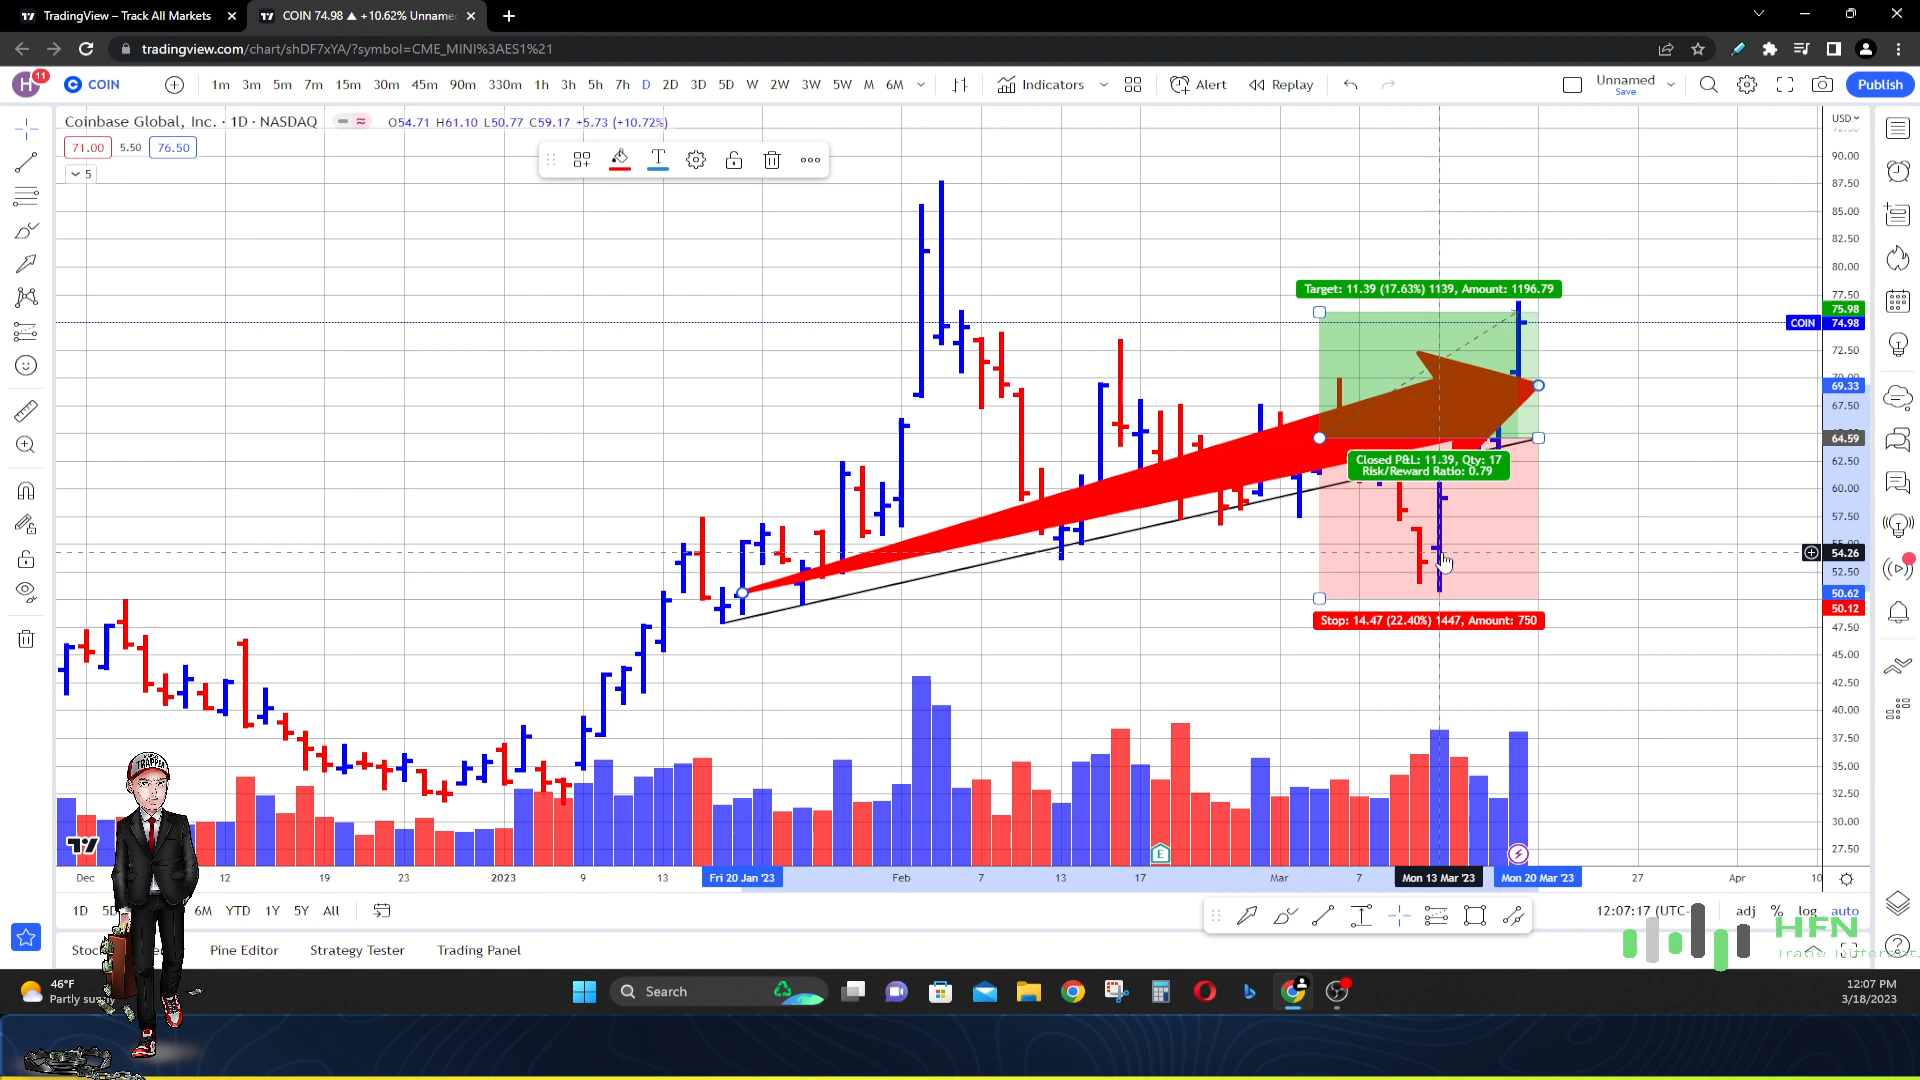 TradingView – Track All Markets
COIN 74.98 ▲ +10.62% Unname
tradingview.com/chart/shDF7xYA/?symbol=CME_MINI%3AES1%21
H 11
COIN
1m 3m 5m 7m 15m 30m 45m 90m 330m 1h 3h 5h 7h D 2D 3D 5D W 2W 3W 5W M 6M
Indicators
Alert
Replay
Unnamed
Save
Publish
Coinbase Global, Inc. · 1D · NASDAQ
O54.71 H61.10 L50.77 C59.17 +5.73 (+10.72%)
71.00 5.50 76.50
5
USD
90.00
87.50
85.00
82.50
80.00
77.50
75.98
COIN 74.98
72.50
69.33
67.50
64.59
62.50
60.00
57.50
54.26
52.50
50.62
50.12
47.50
45.00
42.50
40.00
37.50
35.00
32.50
30.00
27.50
Target: 11.39 (17.63%) 1139, Amount: 1196.79
Closed P&L: 11.39, Qty: 17
Risk/Reward Ratio: 0.79
Stop: 14.47 (22.40%) 1447, Amount: 750
E
TRAPPER
Dec 12 19 23 2023 9 13 Fri 20 Jan '23 Feb 7 13 17 Mar 7 Mon 13 Mar '23 Mon 20 Mar '23 27 Apr 10
1D 5D 6M YTD 1Y 5Y All
12:07:17 (UTC-
adj % log auto
HFN
Trade Different
Stoc Pine Editor Strategy Tester Trading Panel
46°F
Partly sunny
Search
12:07 PM
3/18/2023